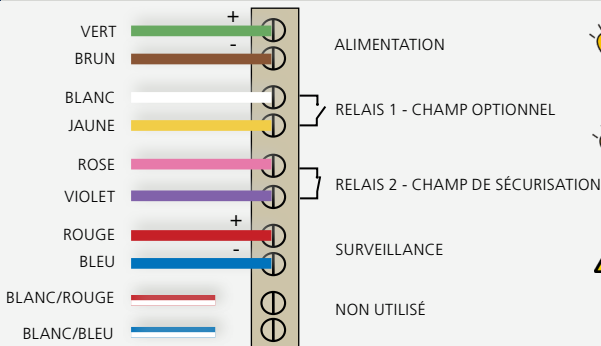 VERT +
BRUN -
ALIMENTATION
BLANC
JAUNE
RELAIS 1 - CHAMP OPTIONNEL
ROSE
VIOLET
RELAIS 2 - CHAMP DE SÉCURISATION
ROUGE +
BLEU -
SURVEILLANCE
BLANC/ROUGE
BLANC/BLEU
NON UTILISÉ